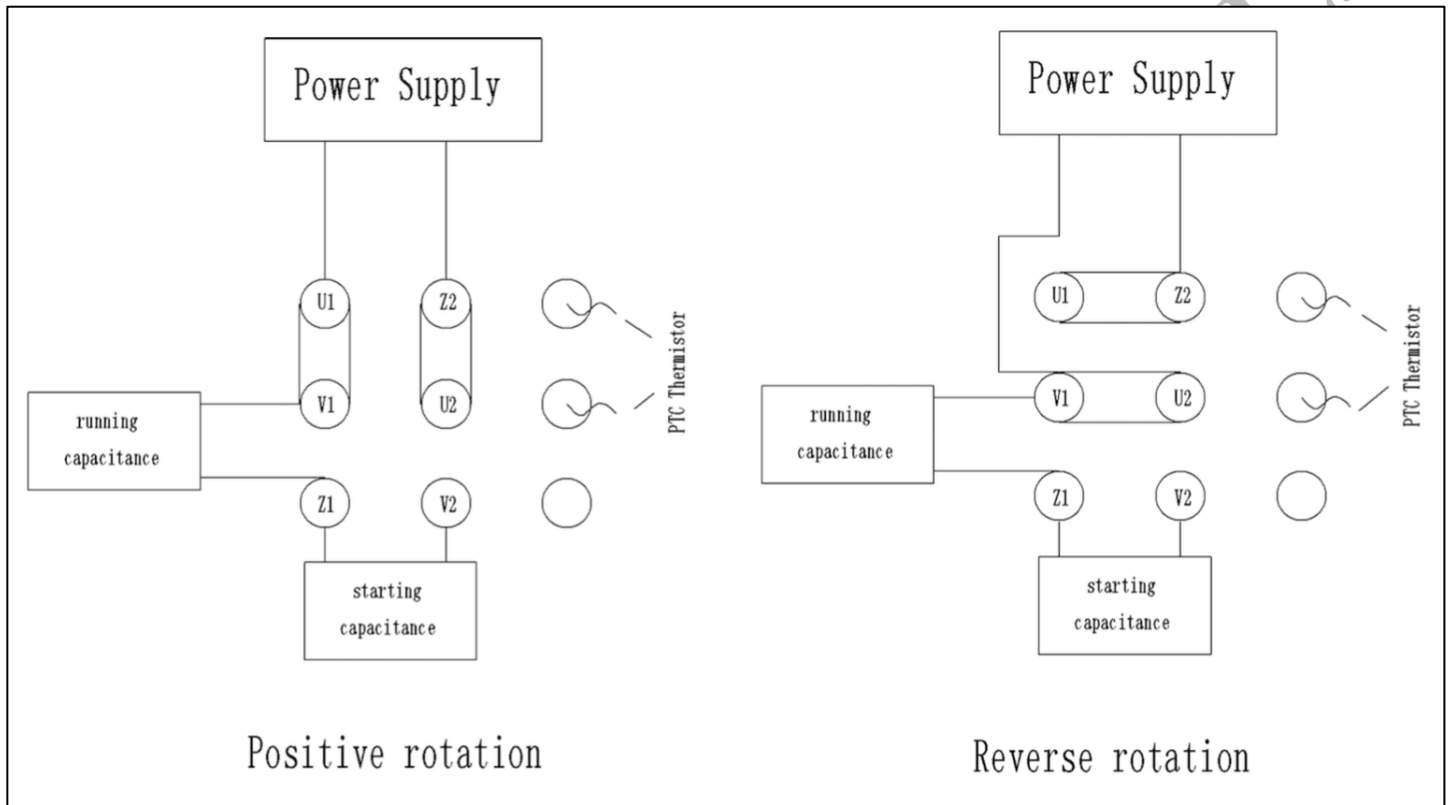 Power Supply
U1
Z2
V1
U2
PTC Thermistor
running
capacitance
Z1
V2
starting
capacitance
Positive rotation
Power Supply
U1
Z2
V1
U2
PTC Thermistor
running
capacitance
Z1
V2
starting
capacitance
Reverse rotation